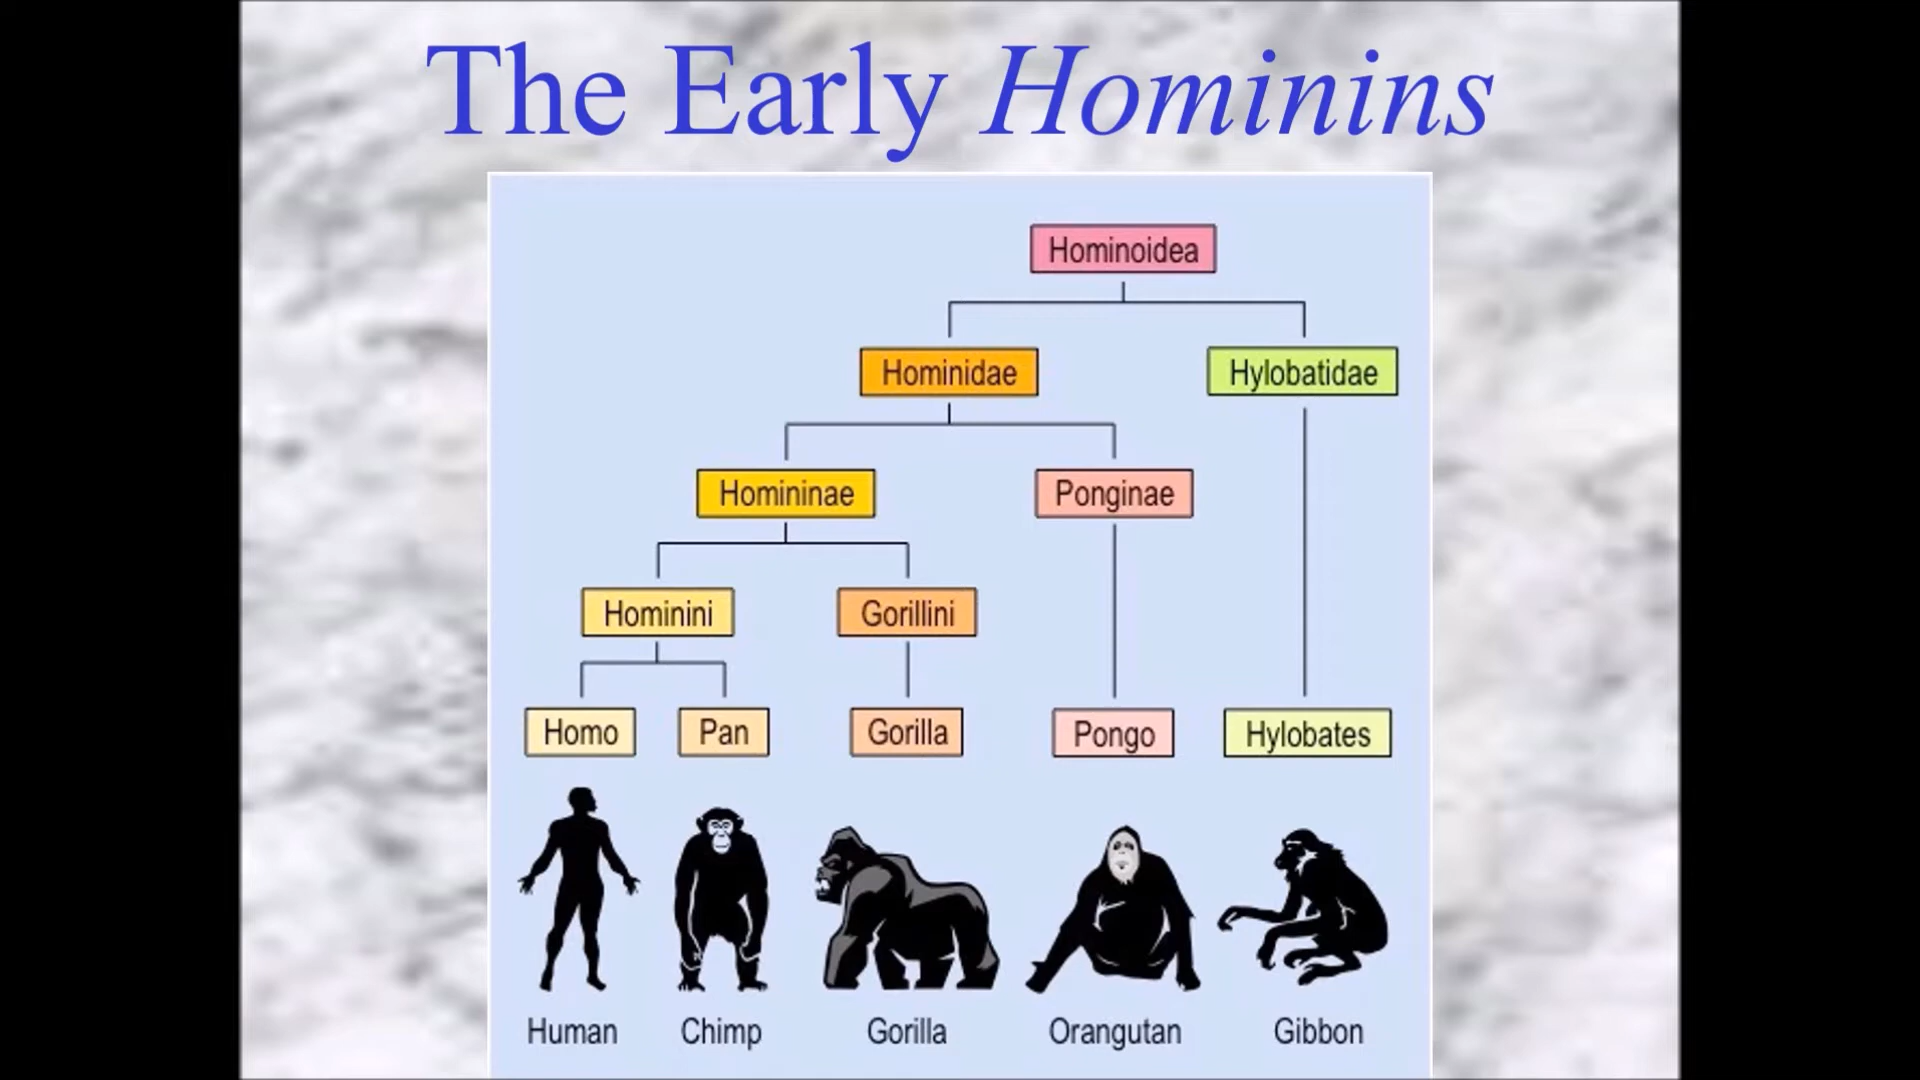 The Early Hominins
Hominoidea
Hominidae
Hylobatidae
Homininae
Ponginae
Hominini
Gorillini
Homo
Pan
Gorilla
Pongo
Hylobates
Human
Chimp
Gorilla
Orangutan
Gibbon